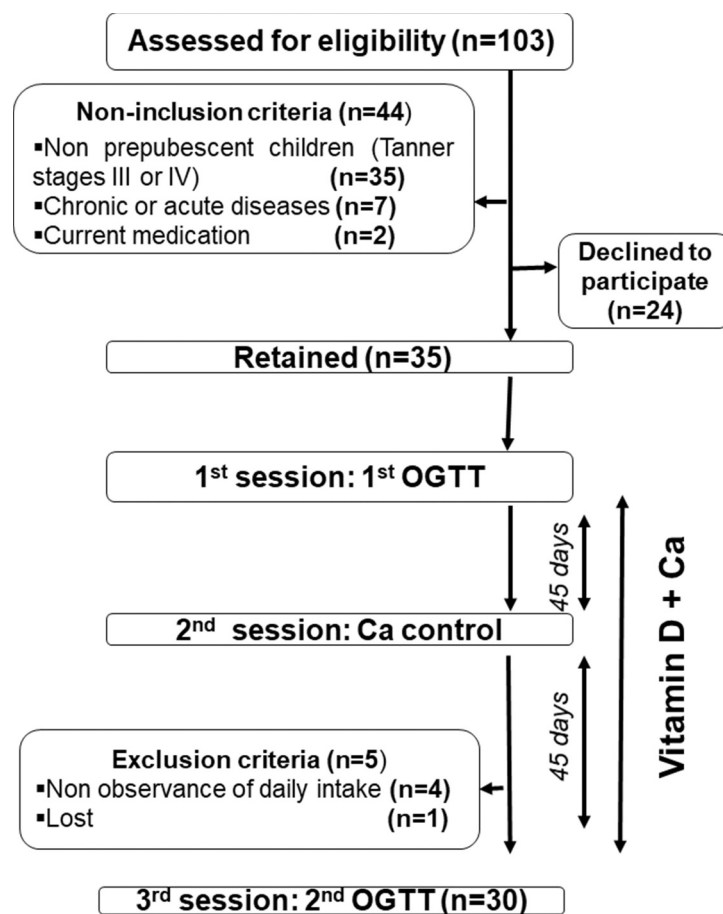 Assessed for eligibility (n=103)
Non-inclusion criteria (n=44)
▪Non prepubescent children (Tanner
stages III or IV) (n=35)
▪Chronic or acute diseases (n=7)
▪Current medication (n=2)
Declined to
participate
(n=24)
Retained (n=35)
1st session: 1st OGTT
45 days
Vitamin D + Ca
2nd session: Ca control
45 days
Exclusion criteria (n=5)
▪Non observance of daily intake (n=4)
▪Lost (n=1)
3rd session: 2nd OGTT (n=30)